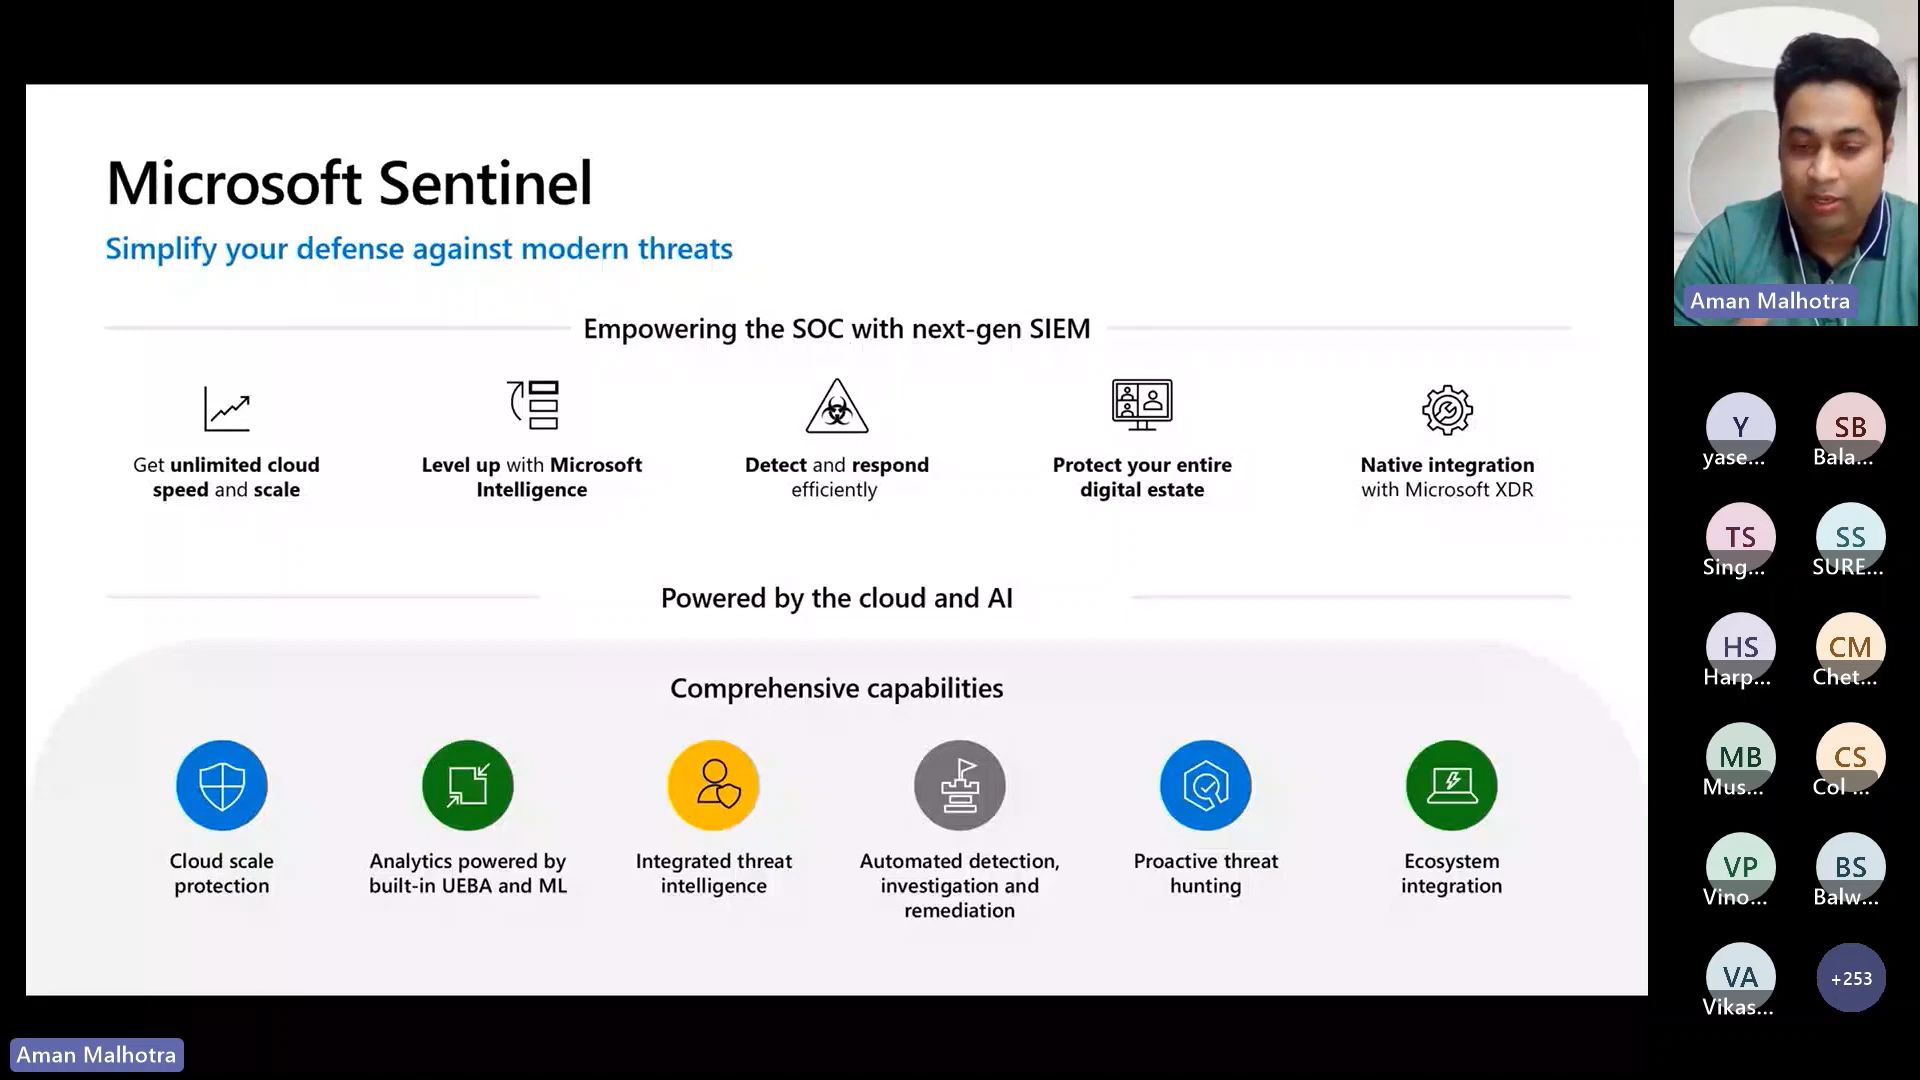 Microsoft Sentinel
Simplify your defense against modern threats
Empowering the SOC with next-gen SIEM
Get unlimited cloud
speed and scale
Level up with Microsoft
Intelligence
Detect and respond
efficiently
Protect your entire
digital estate
Native integration
with Microsoft XDR
Powered by the cloud and AI
Comprehensive capabilities
Cloud scale
protection
Analytics powered by
built-in UEBA and ML
Integrated threat
intelligence
Automated detection,
investigation and
remediation
Proactive threat
hunting
Ecosystem
integration
Aman Malhotra
Aman Malhotra
Y
yase...
SB
Bala...
TS
Sing...
SS
SURE...
HS
Harp...
CM
Chet...
MB
Mus...
CS
Col ...
VP
Vino...
BS
Balw...
VA
Vikas...
+253